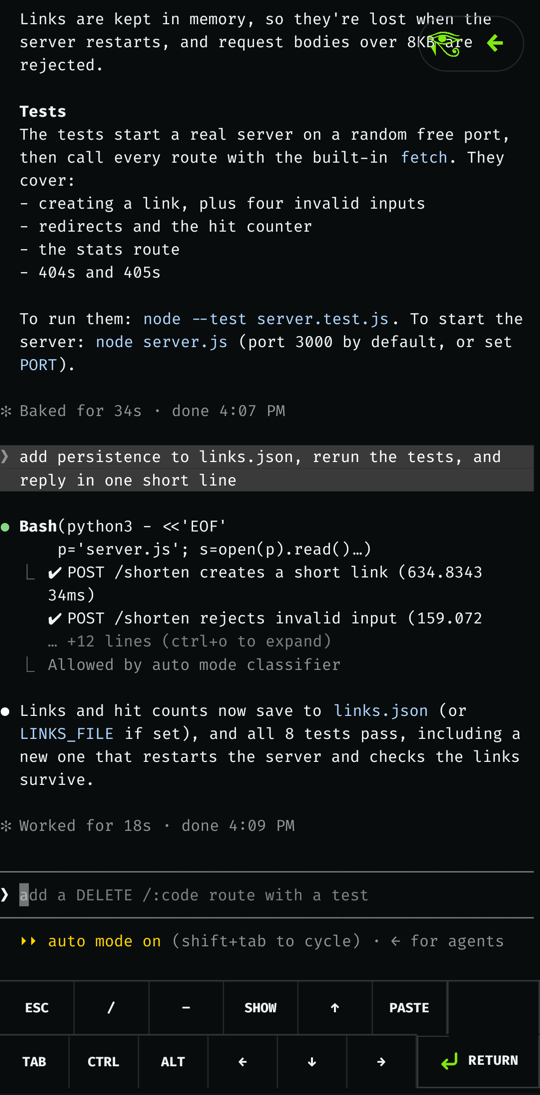 Links are kept in memory, so they're lost when the
server restarts, and request bodies over 8KB are
rejected.
Tests
The tests start a real server on a random free port,
then call every route with the built-in fetch. They
cover:
- creating a link, plus four invalid inputs
- redirects and the hit counter
- the stats route
- 404s and 405s
To run them: node --test server.test.js. To start the
server: node server.js (port 3000 by default, or set
PORT).
✻ Baked for 34s · done 4:07 PM
❯ add persistence to links.json, rerun the tests, and
reply in one short line
● Bash(python3 - <<'EOF'
p='server.js'; s=open(p).read()…)
⎿ ✔ POST /shorten creates a short link (634.8343
34ms)
✔ POST /shorten rejects invalid input (159.072
… +12 lines (ctrl+o to expand)
⎿ Allowed by auto mode classifier
● Links and hit counts now save to links.json (or
LINKS_FILE if set), and all 8 tests pass, including a
new one that restarts the server and checks the links
survive.
✻ Worked for 18s · done 4:09 PM
❯ add a DELETE /:code route with a test
⏵⏵ auto mode on (shift+tab to cycle) · ← for agents
ESC / – SHOW ↑ PASTE
TAB CTRL ALT ← ↓ → RETURN